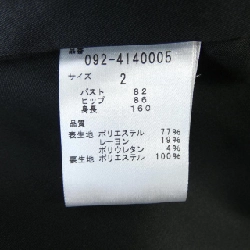 品番
092-4140005
サイズ
2
バスト 82
ヒップ 86
身長 160
品質
表生地 ポリエステル 77%
レーヨン 19%
ポリウレタン 4%
裏生地 ポリエステル 100%